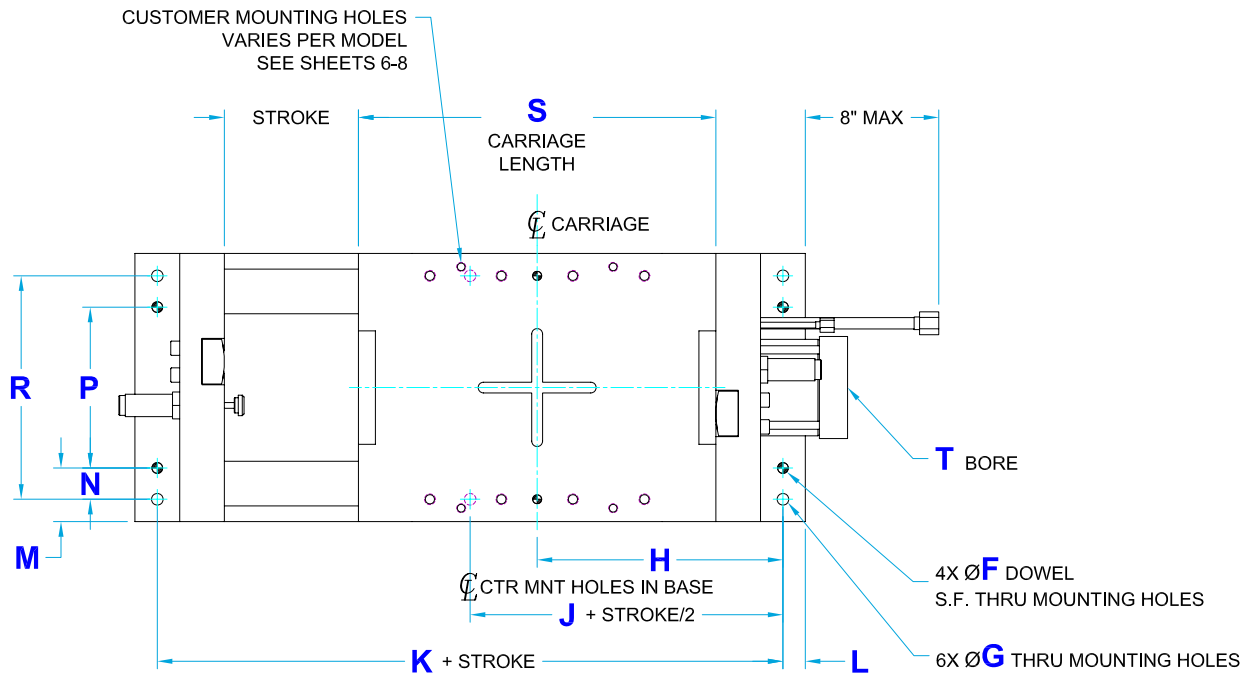 CUSTOMER MOUNTING HOLES
VARIES PER MODEL
SEE SHEETS 6-8
STROKE
S
CARRIAGE
LENGTH
8" MAX
℄ CARRIAGE
R
P
N
M
T BORE
H
℄ CTR MNT HOLES IN BASE
J + STROKE/2
4X ØF DOWEL
S.F. THRU MOUNTING HOLES
K + STROKE
L
6X ØG THRU MOUNTING HOLES